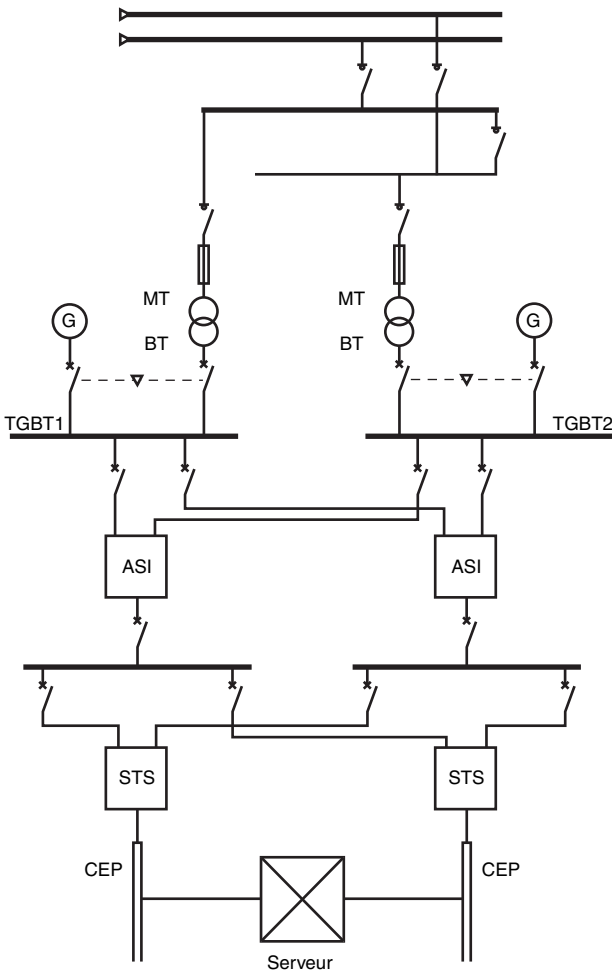 MT
MT
G
G
BT
BT
TGBT1
TGBT2
ASI
ASI
STS
STS
CEP
CEP
Serveur